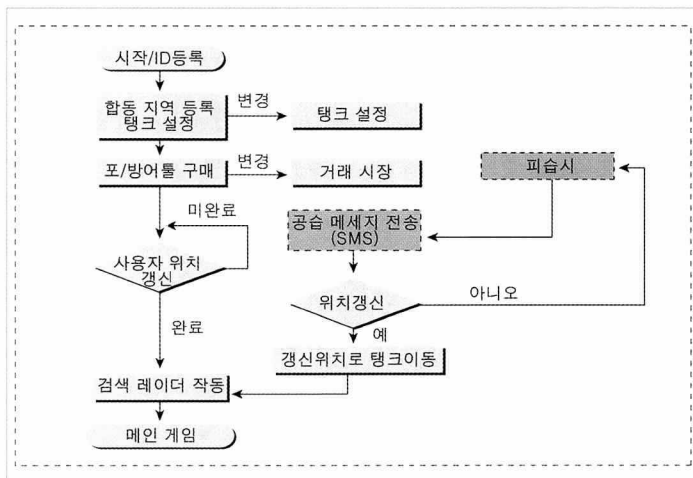 시작/ID등록
합동 지역 등록
탱크 설정
변경
탱크 설정
포/방어툴 구매
변경
거래 시장
피습시
미완료
공습 메세지 전송
(SMS)
사용자 위치
갱신
위치갱신
아니오
완료
예
갱신위치로 탱크이동
검색 레이더 작동
메인 게임